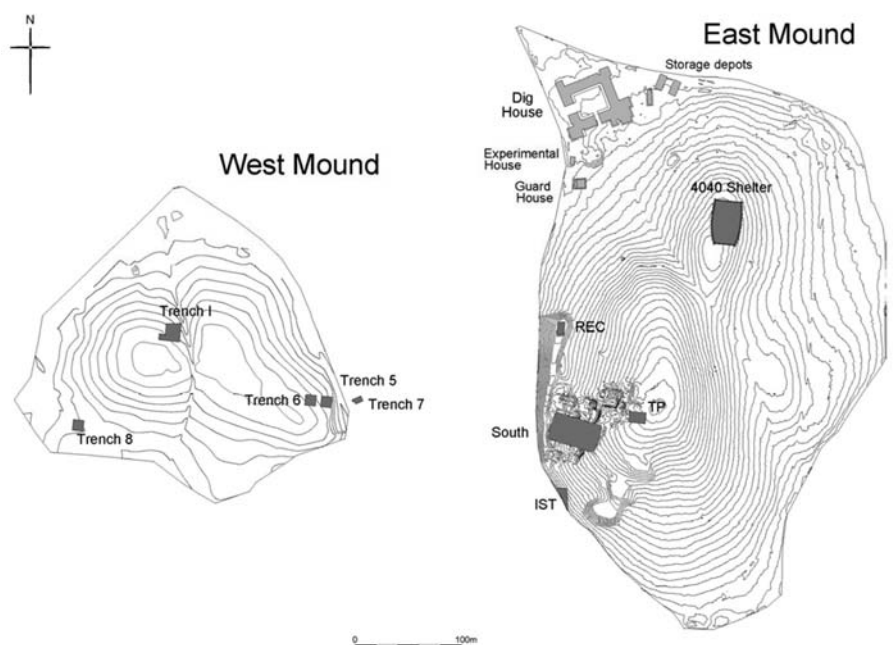 N
East Mound
Storage depots
Dig
House
Experimental
House
Guard
House
4040 Shelter
West Mound
Trench I
REC
Trench 5
Trench 6
Trench 7
TP
Trench 8
South
IST
0
100m